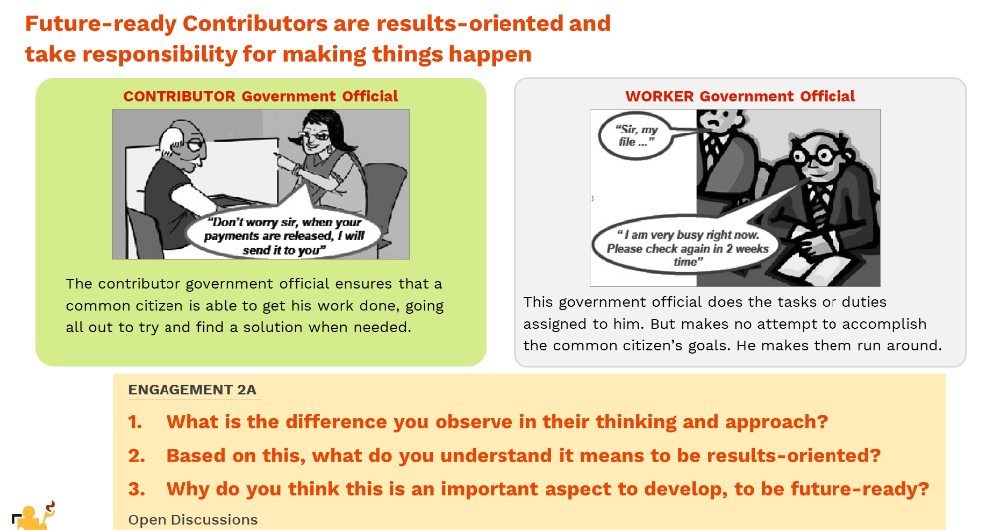 Future-ready Contributors are results-oriented and
take responsibility for making things happen
CONTRIBUTOR Government Official
"Don't worry sir, when your
payments are released, I will
send it to you"
The contributor government official ensures that a
common citizen is able to get his work done, going
all out to try and find a solution when needed.
WORKER Government Official
"Sir, my
file ..."
" I am very busy right now.
Please check again in 2 weeks
time"
This government official does the tasks or duties
assigned to him. But makes no attempt to accomplish
the common citizen's goals. He makes them run around.
ENGAGEMENT 2A
1. What is the difference you observe in their thinking and approach?
2. Based on this, what do you understand it means to be results-oriented?
3. Why do you think this is an important aspect to develop, to be future-ready?
Open Discussions